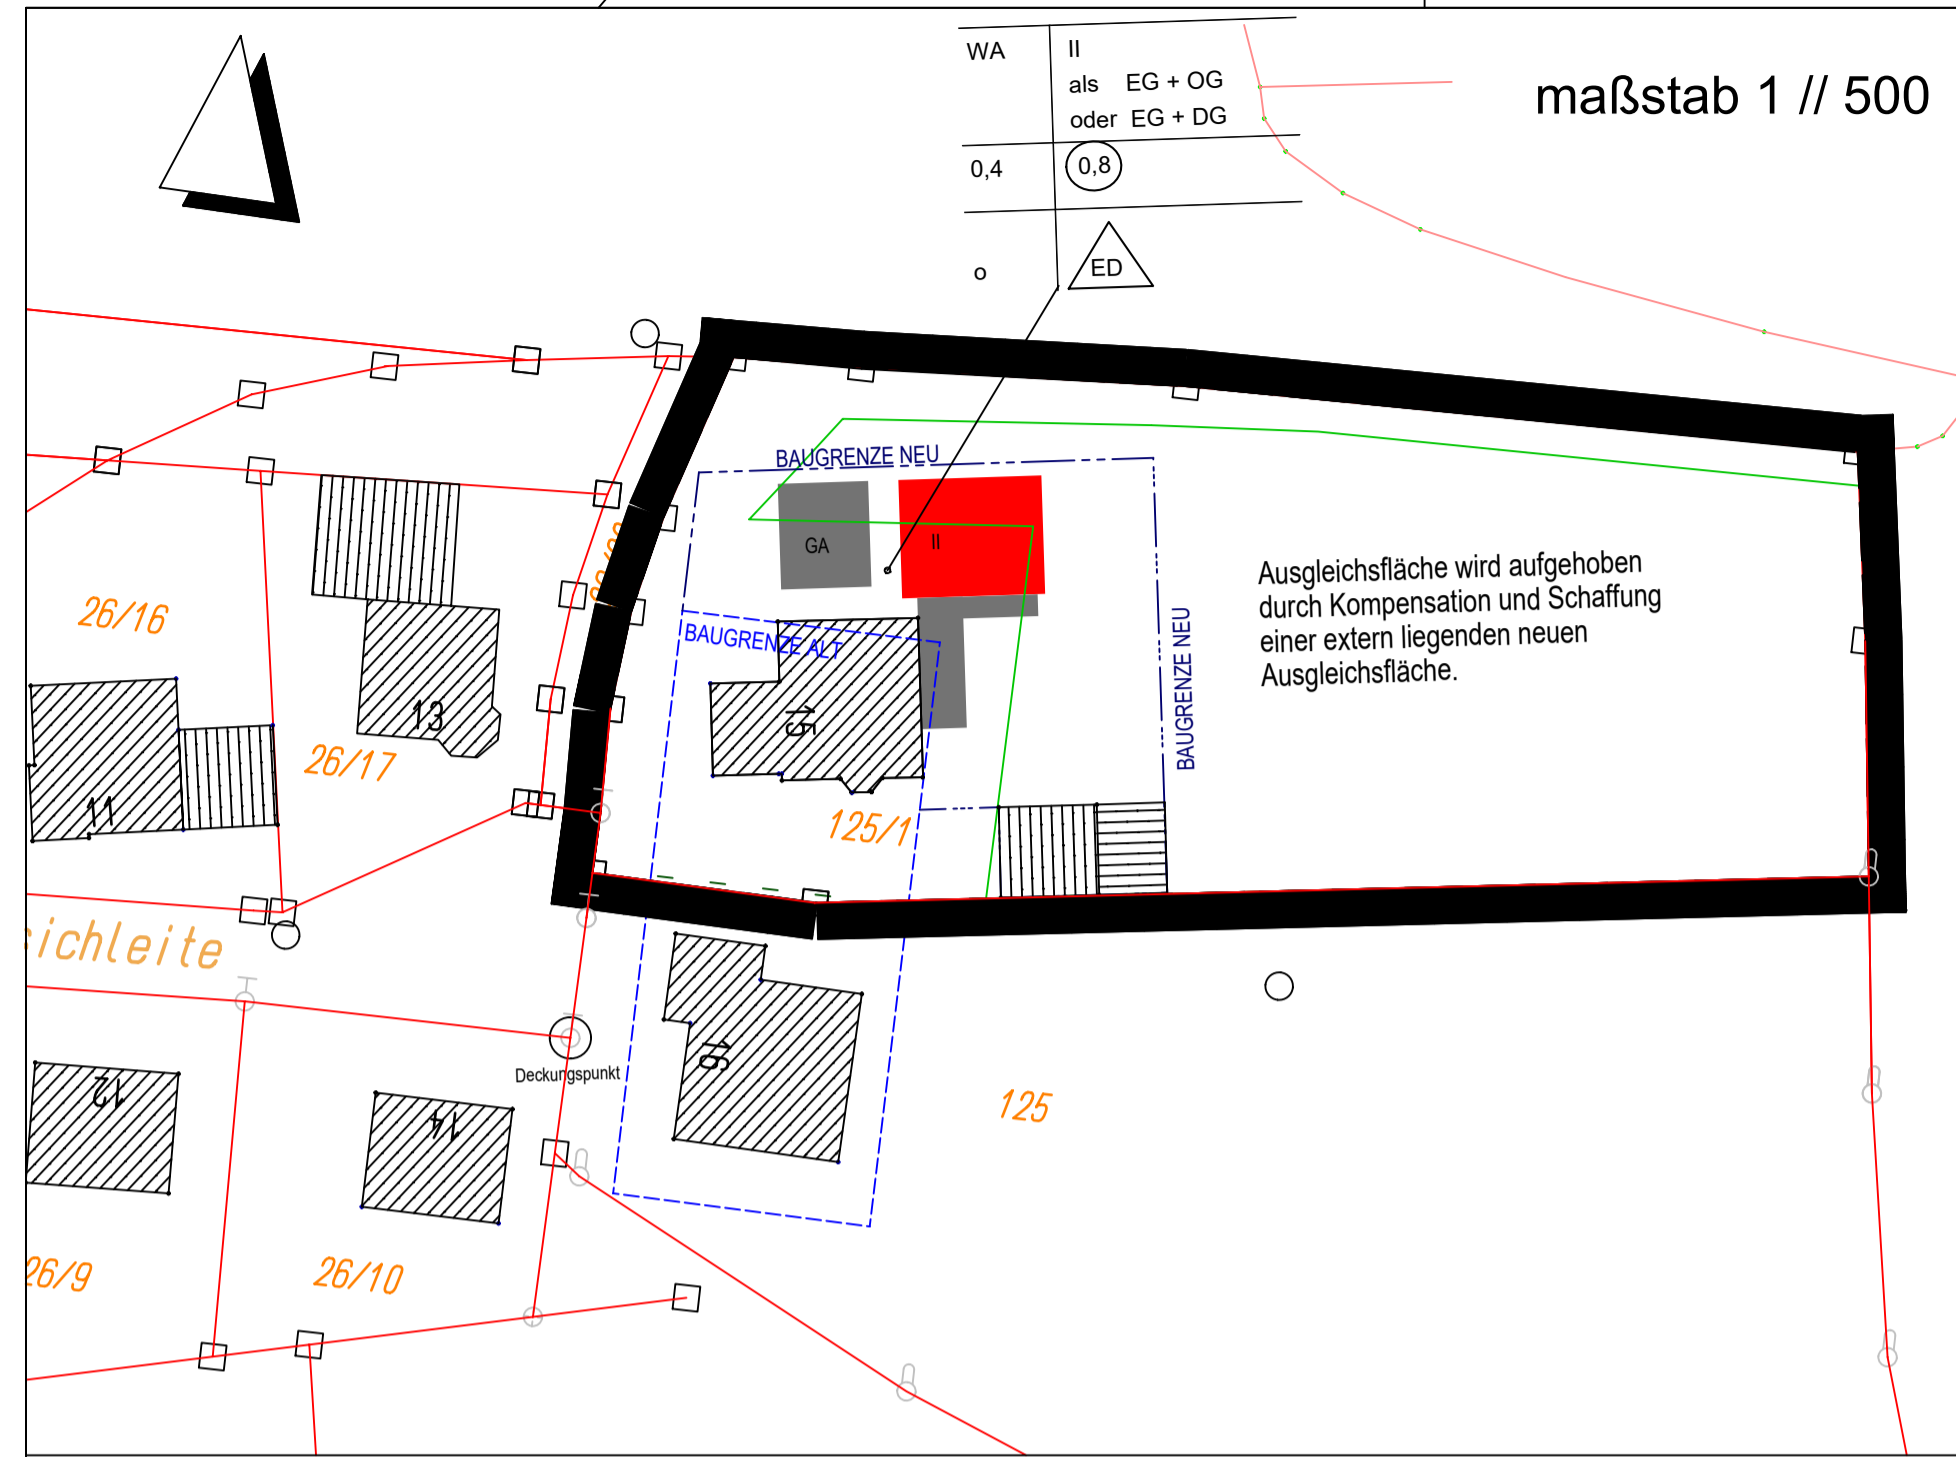 WA
II
als EG + OG
oder EG + DG
0,4
0,8
o
ED
maßstab 1 // 500
BAUGRENZE NEU
GA
II
BAUGRENZE ALT
BAUGRENZE NEU
Ausgleichsfläche wird aufgehoben
durch Kompensation und Schaffung
einer extern liegenden neuen
Ausgleichsfläche.
26/16
13
26/17
11
15
125/1
sichleite
Deckungspunkt
16
125
12
14
26/9
26/10